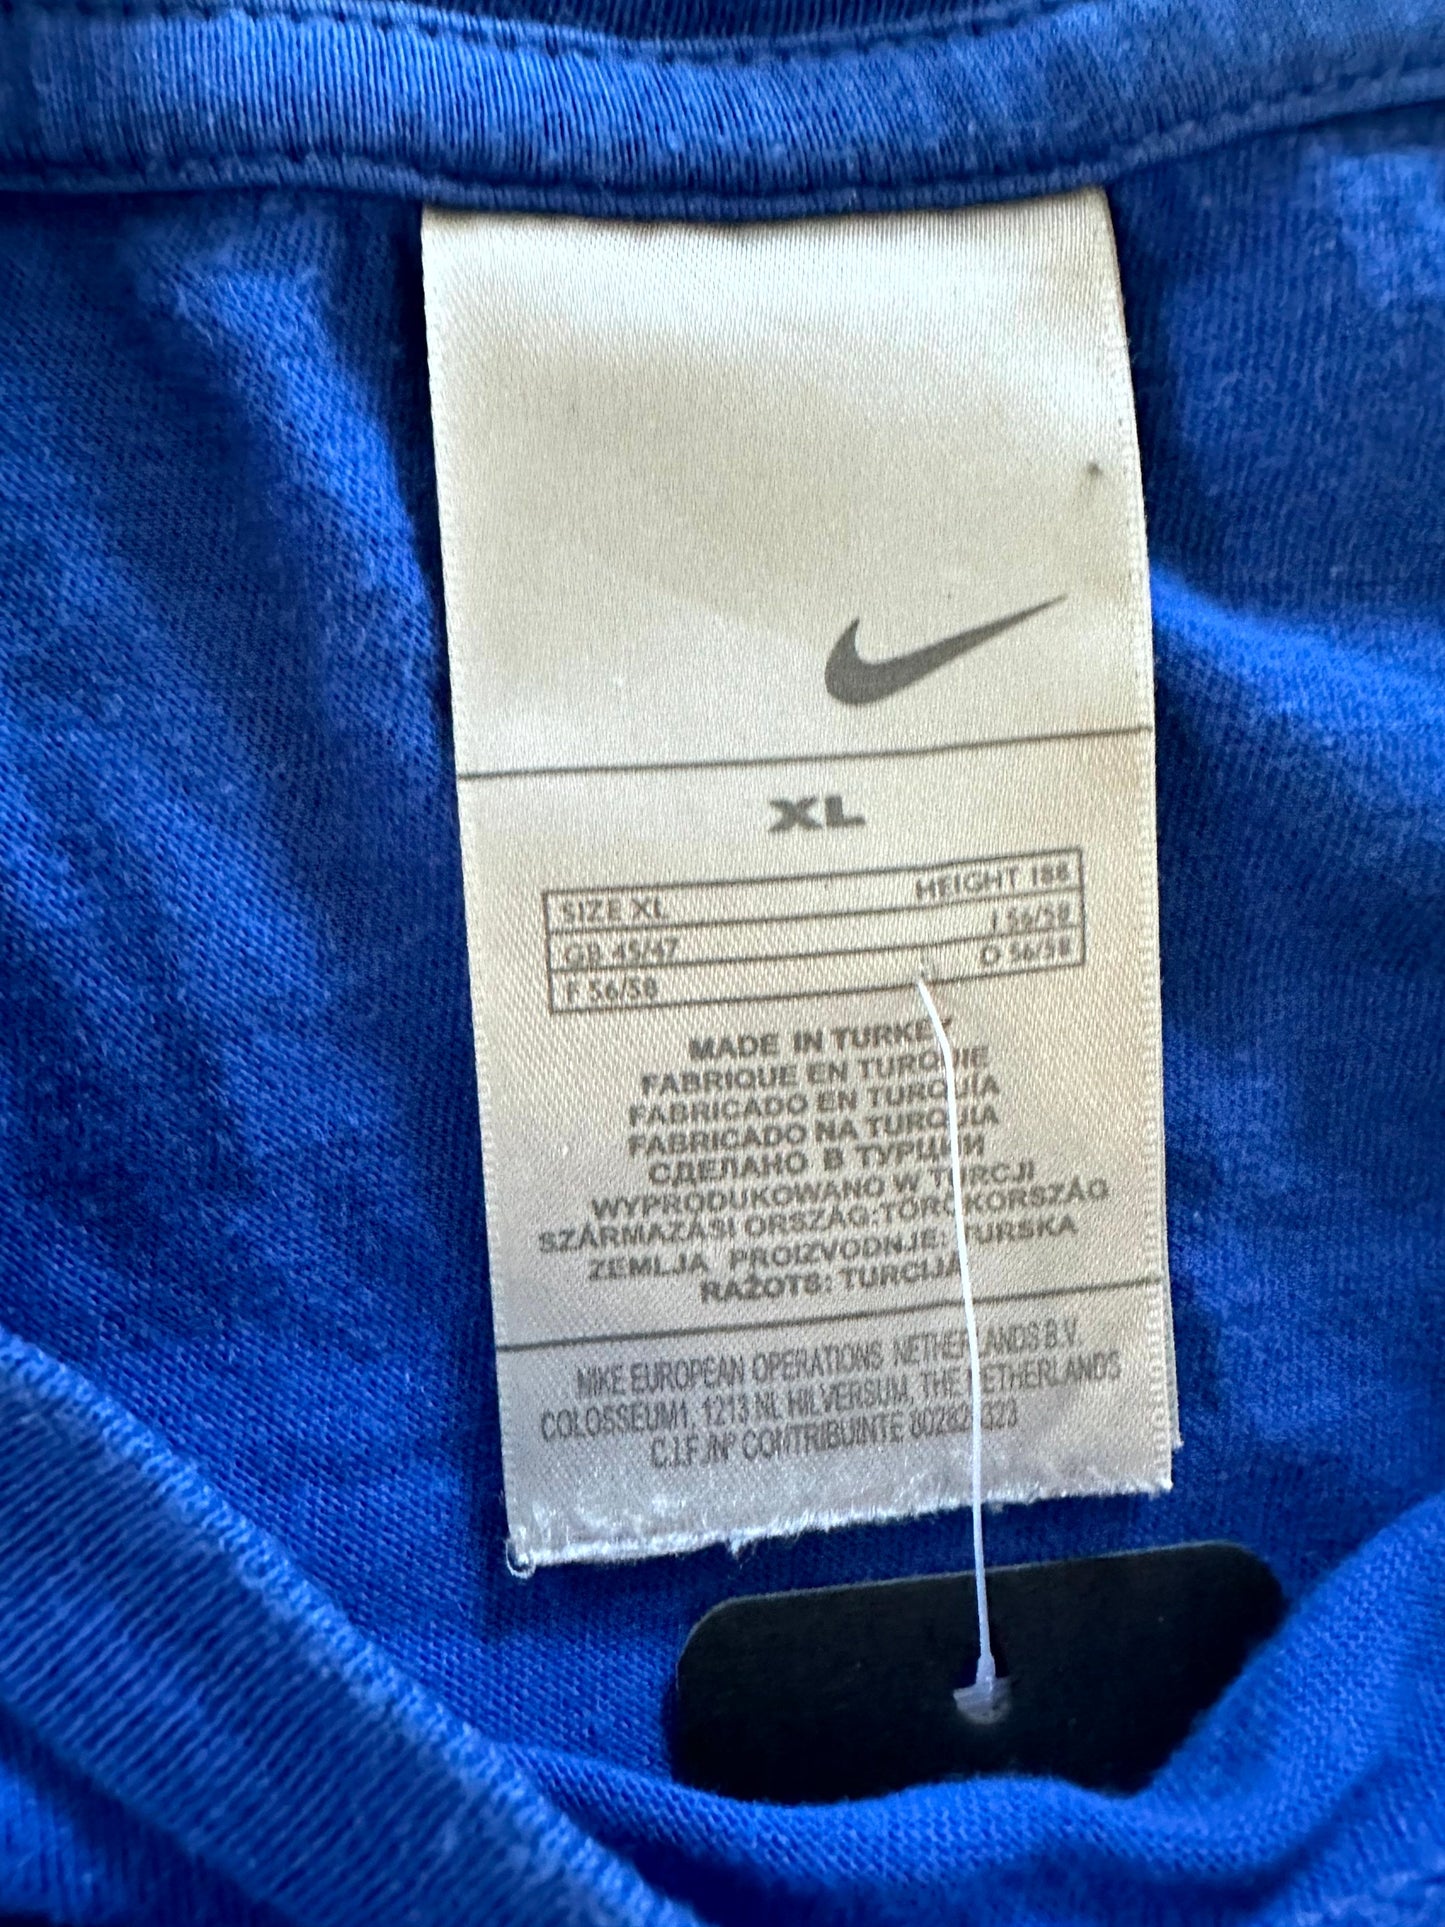 XL
SIZE XL HEIGHT 188
GB 45/47 I 56/58
F 56/58 D 56/58
MADE IN TURKEY
FABRIQUE EN TURQUIE
FABRICADO EN TURQUÍA
FABRICADO NA TURQUIA
СДЕЛАНО В ТУРЦИИ
WYPRODUKOWANO W TURCJI
SZÁRMAZÁSI ORSZÁG:TÖRÖKORSZÁG
ZEMLJA PROIZVODNJE: TURSKA
RAŽOTS: TURCIJA
NIKE EUROPEAN OPERATIONS NETHERLANDS B.V.
COLOSSEUM1, 1213 NL HILVERSUM, THE NETHERLANDS
C.I.F./Nº CONTRIBUINTE